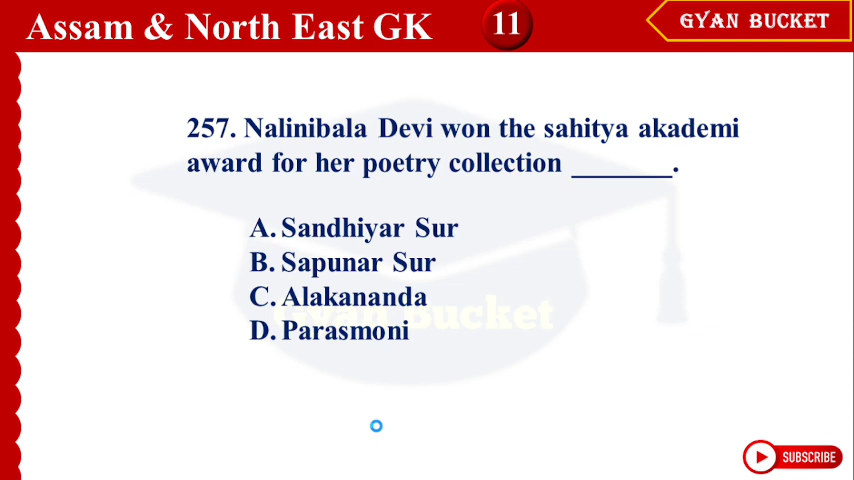 Assam & North East GK
11
GYAN BUCKET
257. Nalinibala Devi won the sahitya akademi
award for her poetry collection _______.
A. Sandhiyar Sur
B. Sapunar Sur
C. Alakananda
D. Parasmoni
Gyan Bucket
SUBSCRIBE